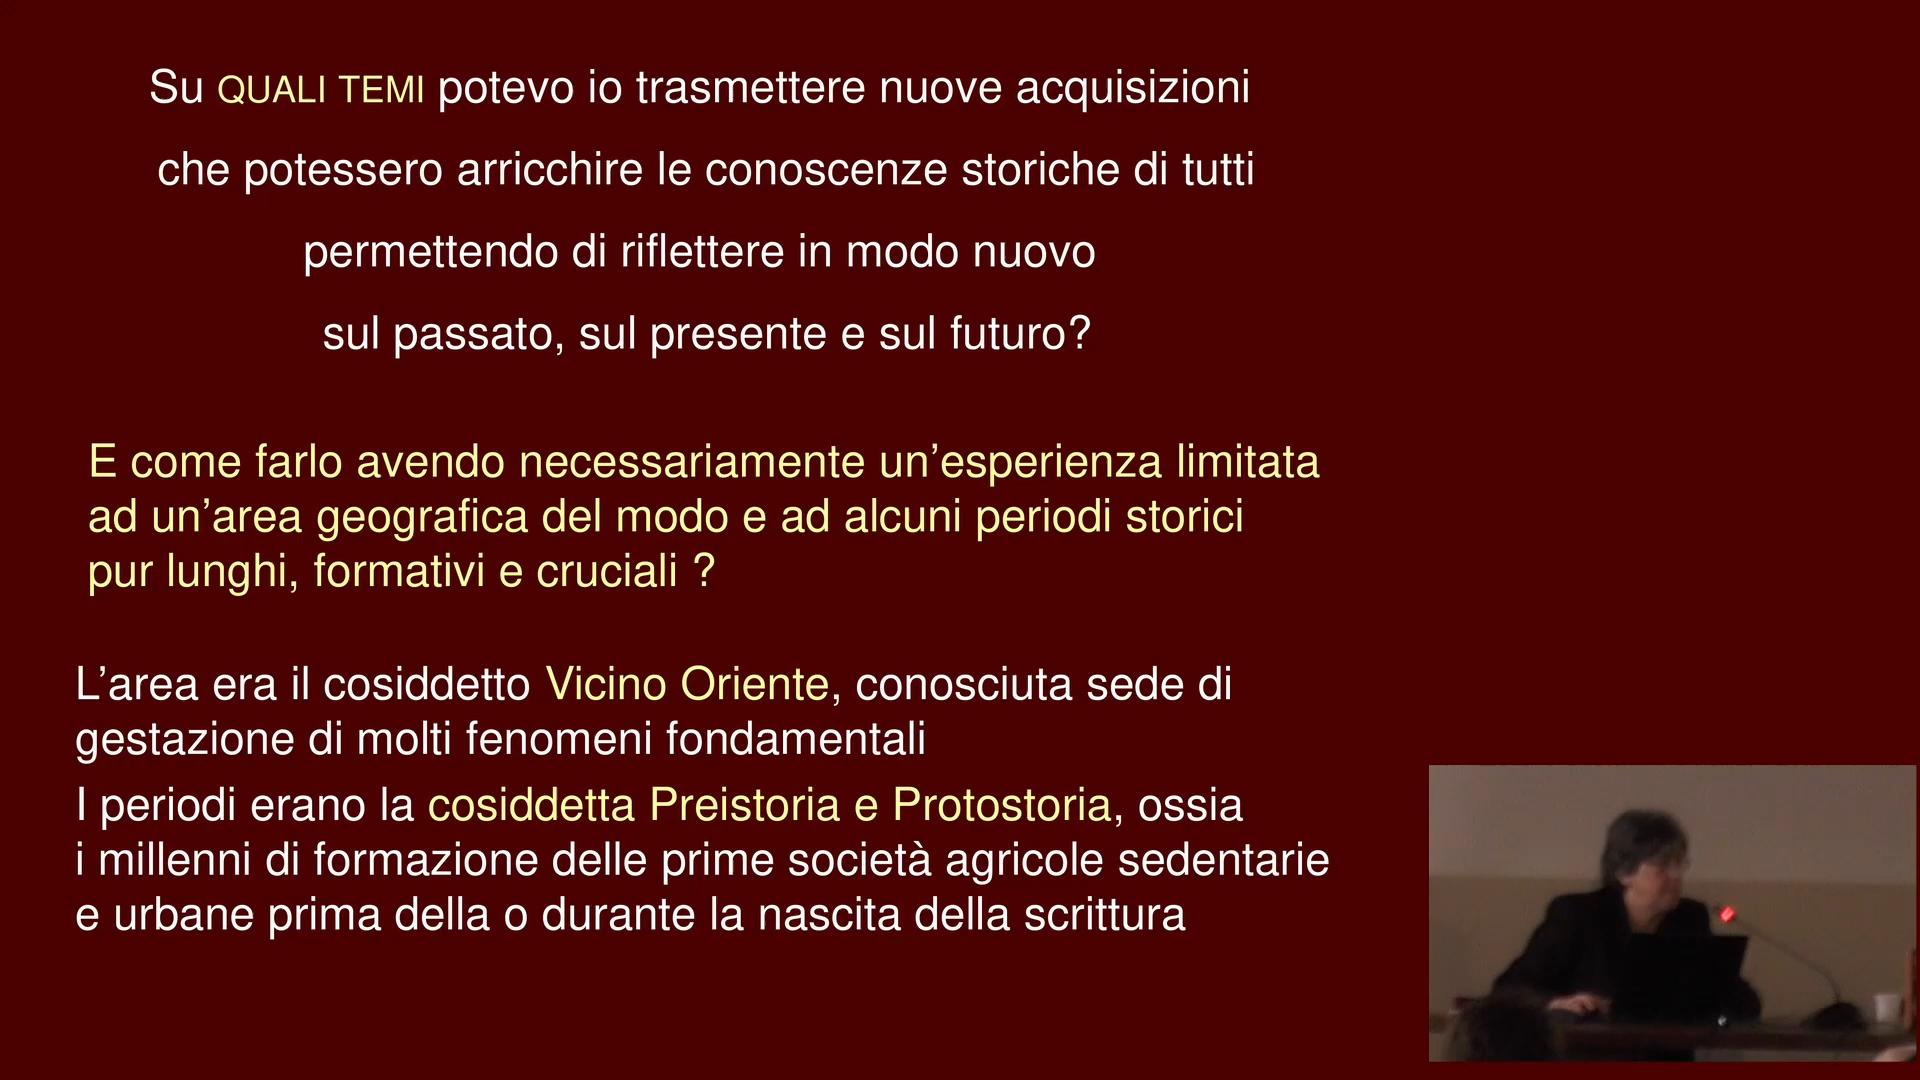 Su QUALI TEMI potevo io trasmettere nuove acquisizioni
che potessero arricchire le conoscenze storiche di tutti
permettendo di riflettere in modo nuovo
sul passato, sul presente e sul futuro?
E come farlo avendo necessariamente un’esperienza limitata
ad un’area geografica del modo e ad alcuni periodi storici
pur lunghi, formativi e cruciali ?
L’area era il cosiddetto Vicino Oriente, conosciuta sede di
gestazione di molti fenomeni fondamentali
I periodi erano la cosiddetta Preistoria e Protostoria, ossia
i millenni di formazione delle prime società agricole sedentarie
e urbane prima della o durante la nascita della scrittura